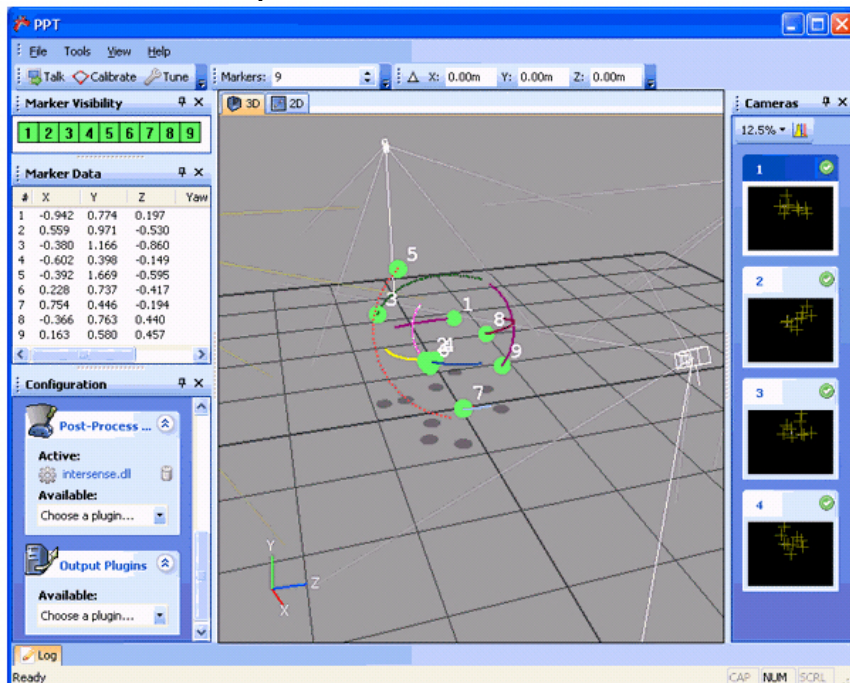 PPT
File Tools View Help
Talk Calibrate Tune Markers: 9 Δ X: 0.00m Y: 0.00m Z: 0.00m
Marker Visibility
1 2 3 4 5 6 7 8 9
Marker Data
# X Y Z Yaw
1 -0.942 0.774 0.197
2 0.559 0.971 -0.530
3 -0.380 1.166 -0.860
4 -0.602 0.398 -0.149
5 -0.392 1.669 -0.595
6 0.228 0.737 -0.417
7 0.754 0.446 -0.194
8 -0.366 0.763 0.440
9 0.163 0.580 0.457
Configuration
Post-Process ...
Active:
intersense.dll
Available:
Choose a plugin...
Output Plugins
Available:
Choose a plugin...
3D 2D
5
3
1
8
4
9
7
Y
Z
X
Cameras
12.5%
1
2
3
4
Log
Ready
CAP NUM SCRL